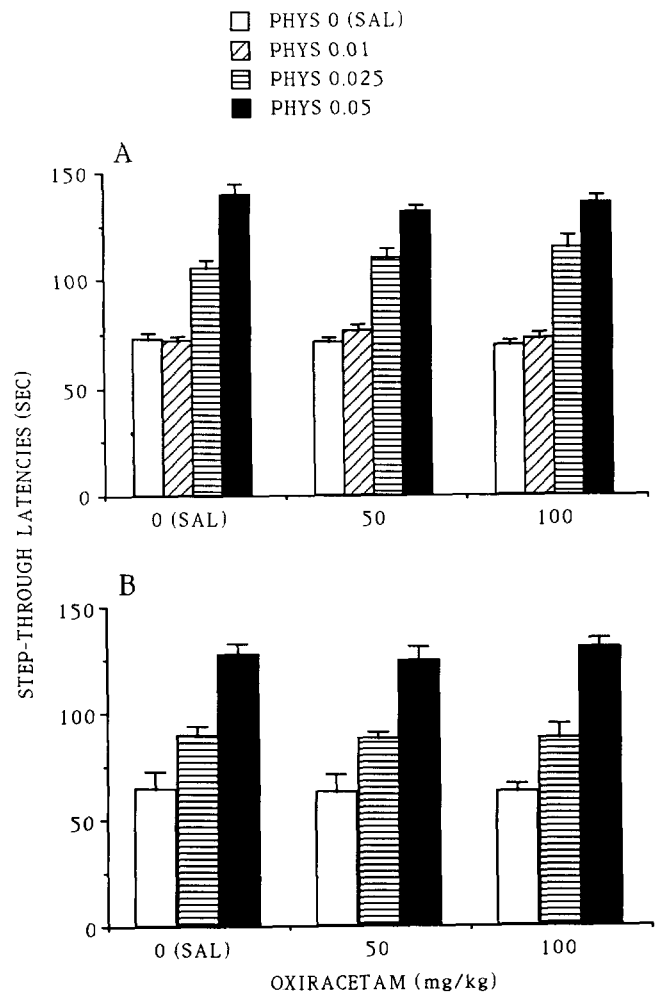 PHYS 0 (SAL)
PHYS 0.01
PHYS 0.025
PHYS 0.05
A
150
100
50
0
0 (SAL)
50
100
STEP-THROUGH LATENCIES (SEC)
B
150
100
50
0
0 (SAL)
50
100
OXIRACETAM (mg/kg)